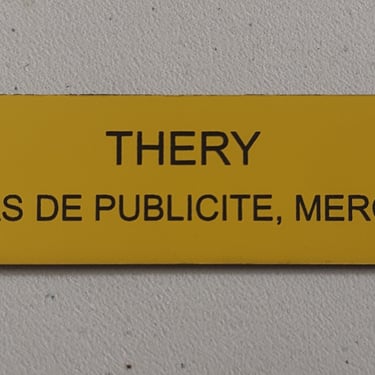 THERY
DE PUBLICITE,